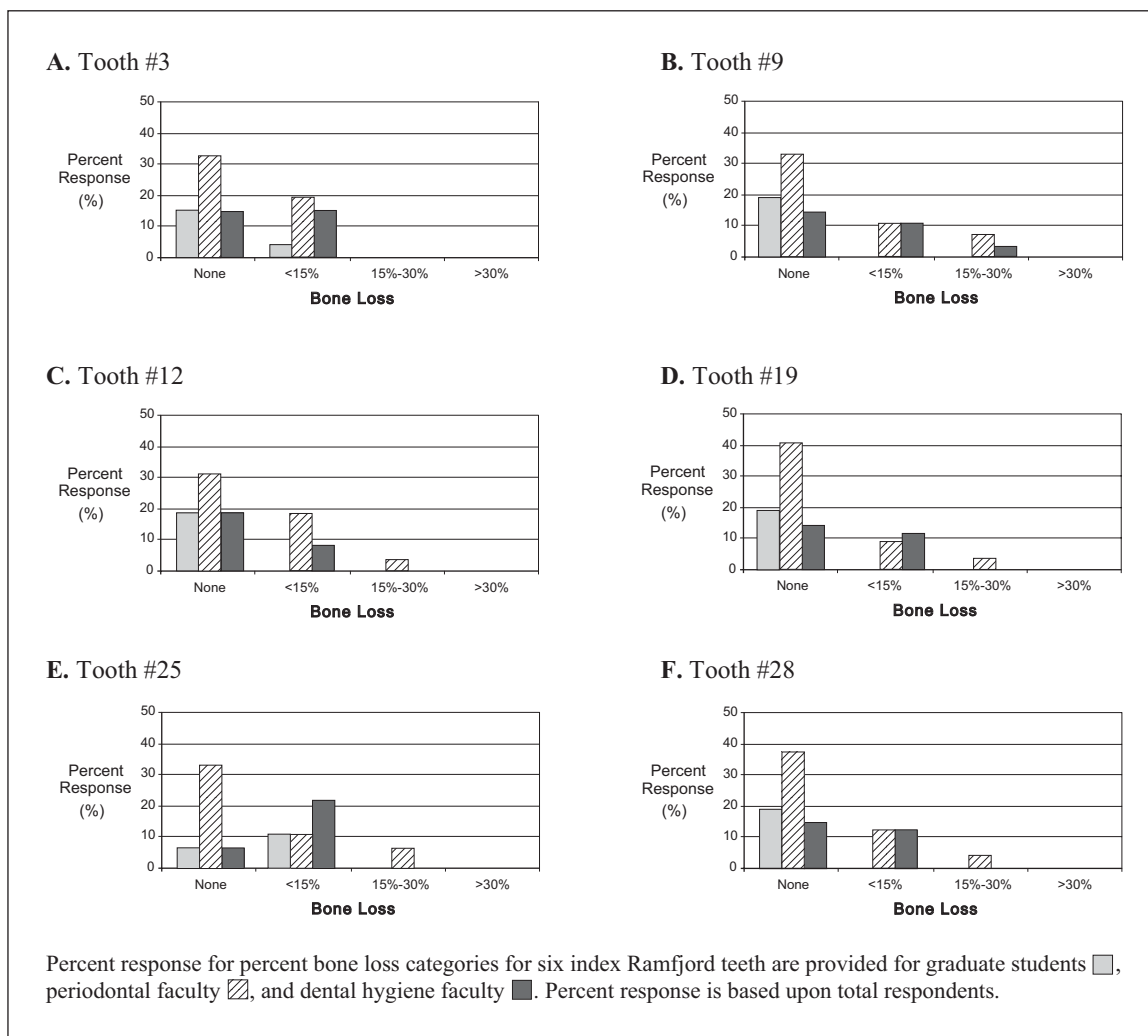 A. Tooth #3
50
40
30
20
10
0
Percent
Response
(%)
None <15% 15%-30% >30%
Bone Loss
B. Tooth #9
50
40
30
20
10
0
Percent
Response
(%)
None <15% 15%-30% >30%
Bone Loss
C. Tooth #12
50
40
30
20
10
0
Percent
Response
(%)
None <15% 15%-30% >30%
Bone Loss
D. Tooth #19
50
40
30
20
10
0
Percent
Response
(%)
None <15% 15%-30% >30%
Bone Loss
E. Tooth #25
50
40
30
20
10
0
Percent
Response
(%)
None <15% 15%-30% >30%
Bone Loss
F. Tooth #28
50
40
30
20
10
0
Percent
Response
(%)
None <15% 15%-30% >30%
Bone Loss
Percent response for percent bone loss categories for six index Ramfjord teeth are provided for graduate students ,
periodontal faculty , and dental hygiene faculty . Percent response is based upon total respondents.